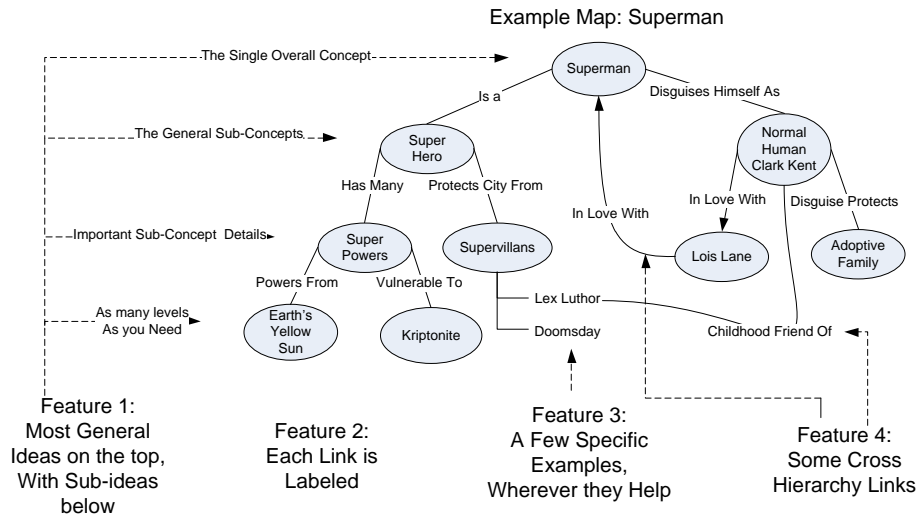 Example Map: Superman
The Single Overall Concept
Superman
Is a
Disguises Himself As
The General Sub-Concepts
Super
Hero
Normal
Human
Clark Kent
Has Many
Protects City From
In Love With
In Love With
Disguise Protects
Important Sub-Concept Details
Super
Powers
Supervillans
Lois Lane
Adoptive
Family
Powers From
Vulnerable To
As many levels
As you Need
Earth's
Yellow
Sun
Kriptonite
Lex Luthor
Doomsday
Childhood Friend Of
Feature 1:
Most General
Ideas on the top,
With Sub-ideas
below
Feature 2:
Each Link is
Labeled
Feature 3:
A Few Specific
Examples,
Wherever they Help
Feature 4:
Some Cross
Hierarchy Links